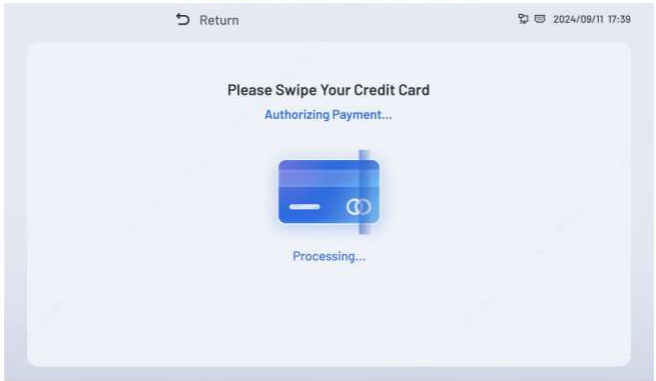 Return
2024/09/11 17:39
Please Swipe Your Credit Card
Authorizing Payment...
Processing...